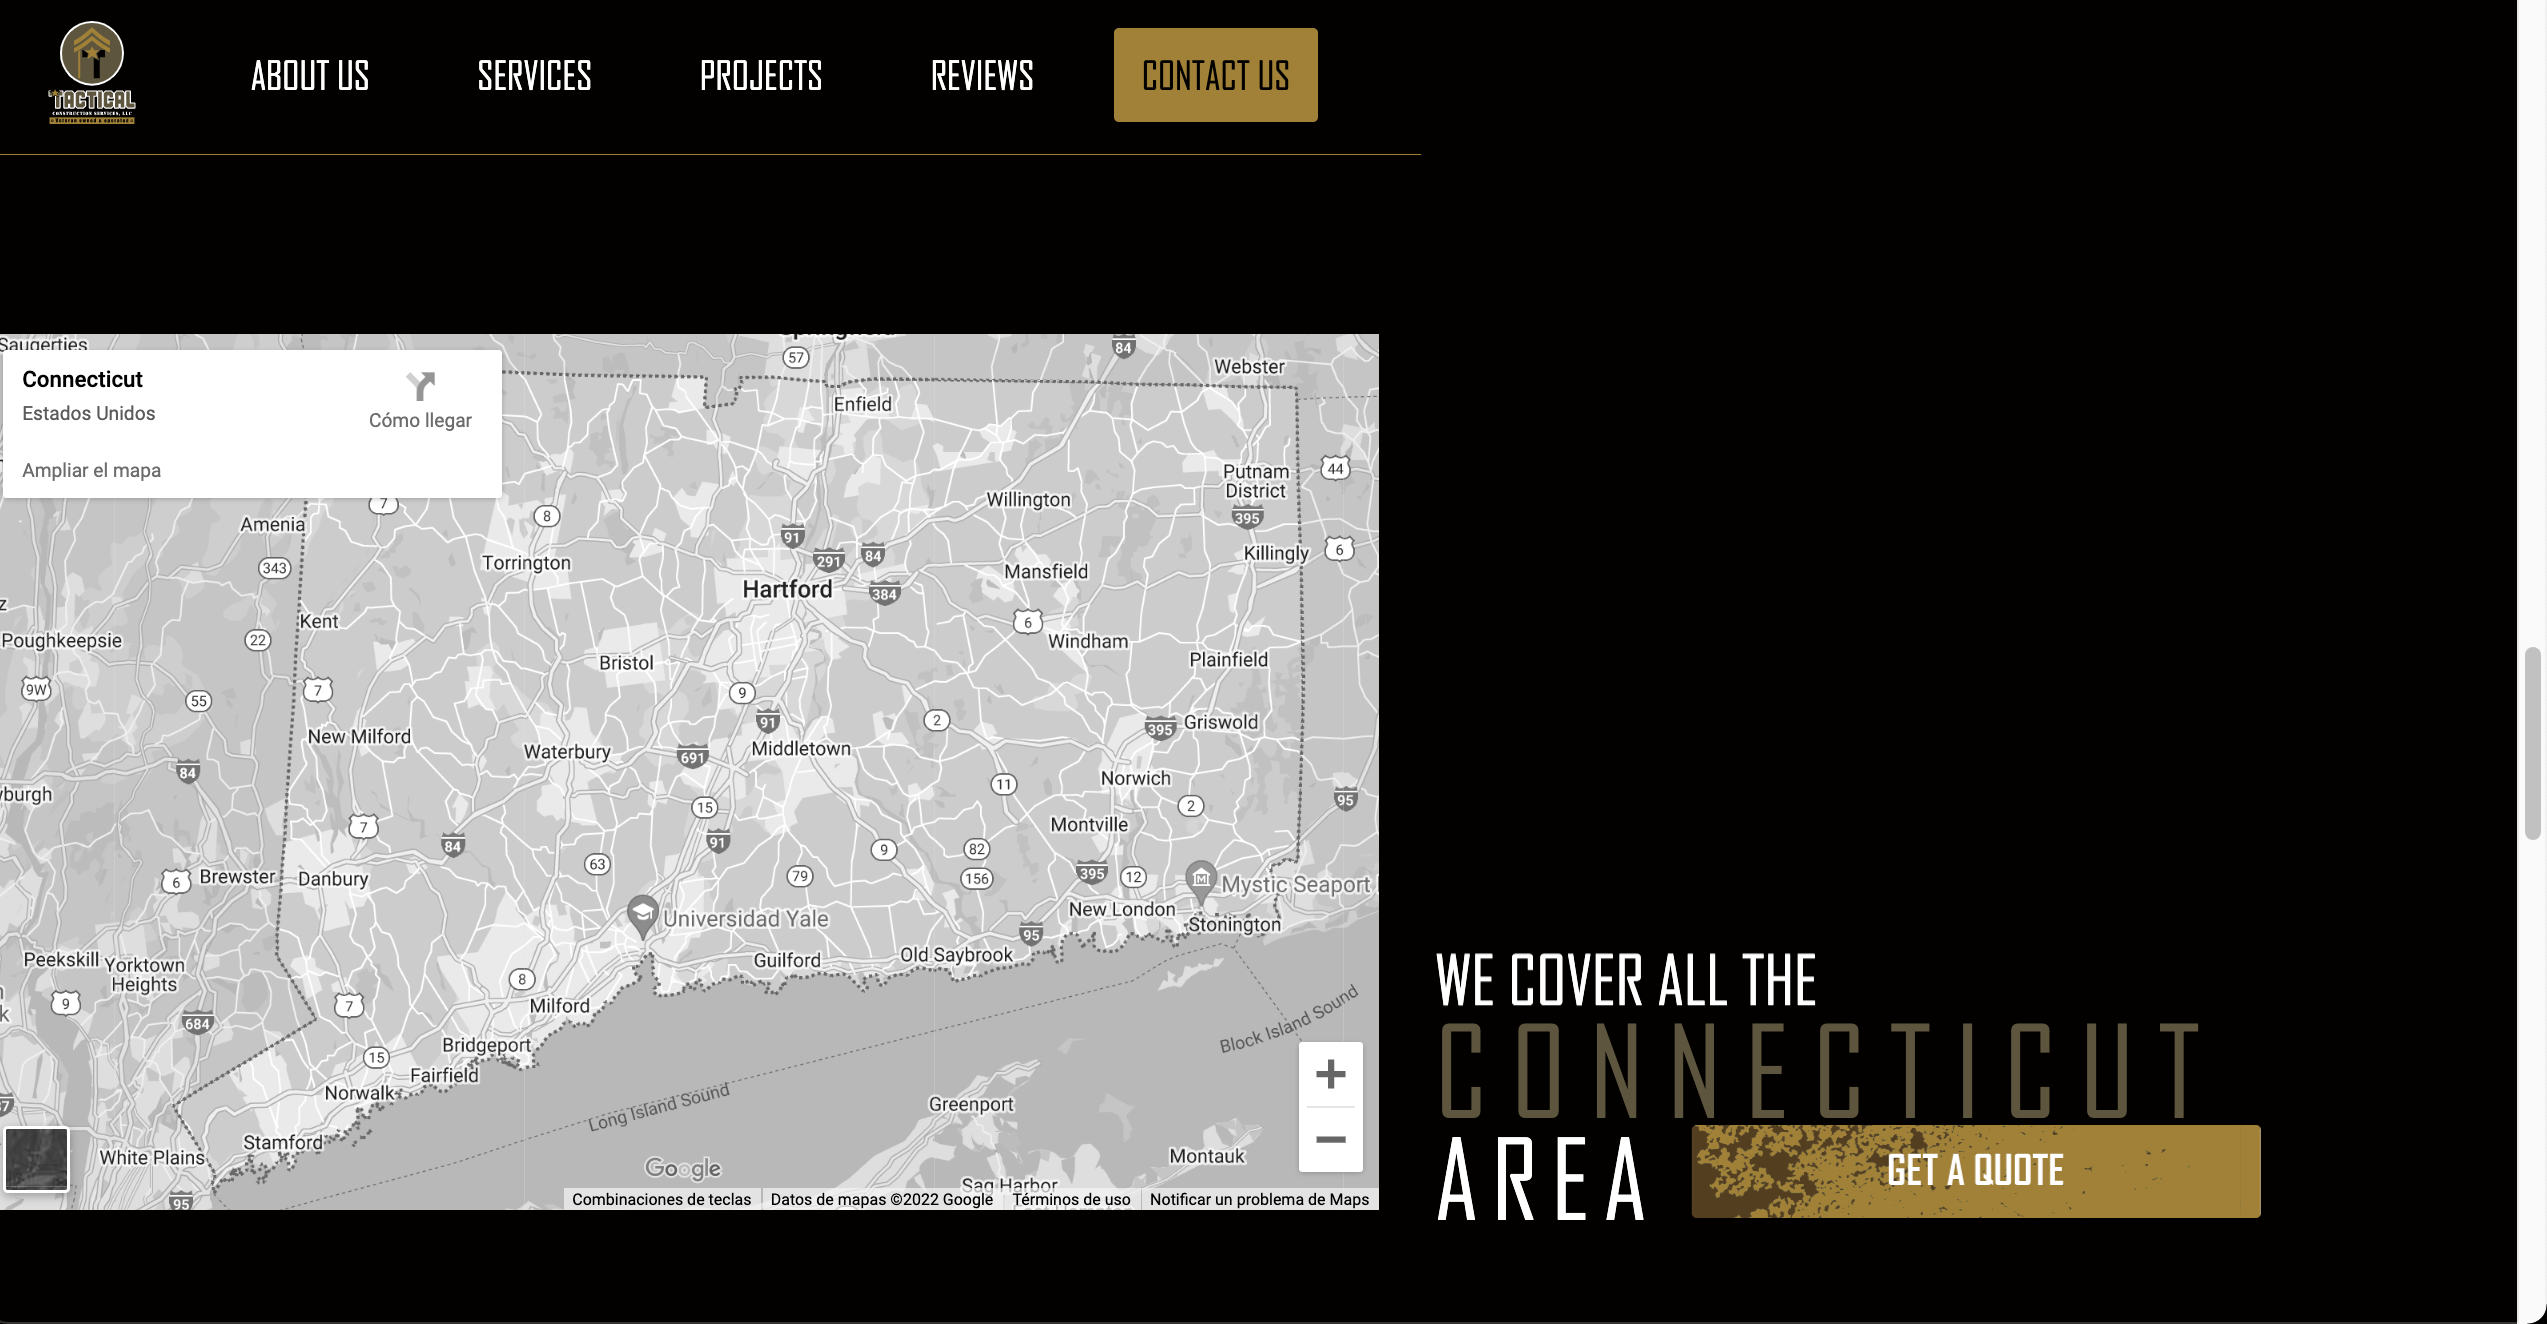 TACTICAL
CONSTRUCTION SERVICES, LLC
Veteran owned & operated
ABOUT US
SERVICES
PROJECTS
REVIEWS
CONTACT US
Saugerties
Connecticut
Estados Unidos
Cómo llegar
Ampliar el mapa
57
84
Webster
Enfield
Putnam
District
44
395
Willington
7
8
Amenia
91
291
84
Killingly
6
343
Torrington
Mansfield
Hartford
384
Kent
6
22
Poughkeepsie
Windham
Bristol
Plainfield
9W
7
55
9
91
2
395
Griswold
New Milford
Waterbury
691
Middletown
84
Norwich
11
95
15
2
7
Montville
84
91
63
9
82
79
156
395
12
6
Brewster
Danbury
Mystic Seaport
New London
Universidad Yale
Stonington
95
Peekskill
Yorktown
Heights
Guilford
Old Saybrook
8
9
7
Milford
684
Block Island Sound
Bridgeport
15
Fairfield
Norwalk
Long Island Sound
Greenport
Stamford
White Plains
Montauk
Google
Sag Harbor
95
Combinaciones de teclas
Datos de mapas ©2022 Google
Términos de uso
Notificar un problema de Maps
WE COVER ALL THE
CONNECTICUT
AREA
GET A QUOTE